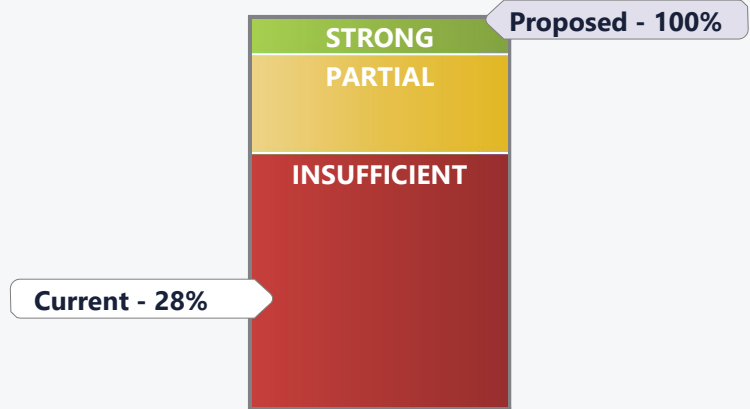 STRONG
Proposed - 100%
PARTIAL
INSUFFICIENT
Current - 28%